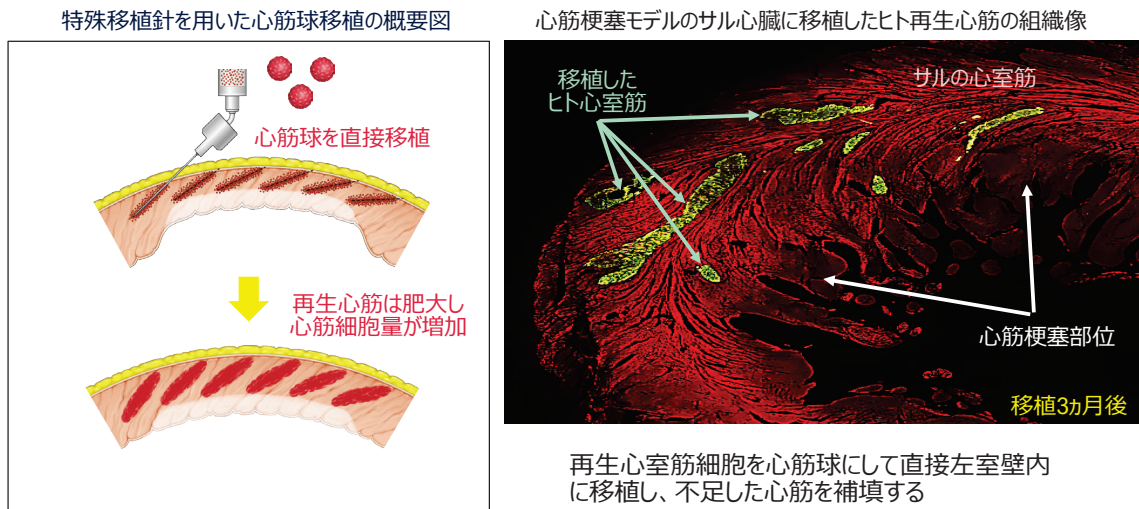 特殊移植針を用いた心筋球移植の概要図
心筋球を直接移植
再生心筋は肥大し
心筋細胞量が増加
心筋梗塞モデルのサル心臓に移植したヒト再生心筋の組織像
移植した
ヒト心室筋
サルの心室筋
心筋梗塞部位
移植3ヵ月後
再生心室筋細胞を心筋球にして直接左室壁内
に移植し、不足した心筋を補填する